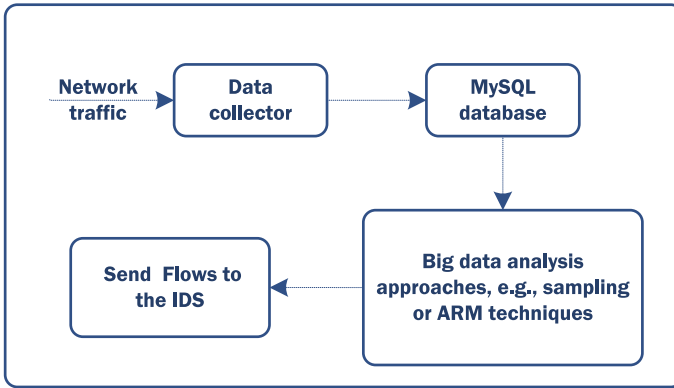 Network
traffic
Data
collector
MySQL
database
Big data analysis
approaches, e.g., sampling
or ARM techniques
Send Flows to
the IDS